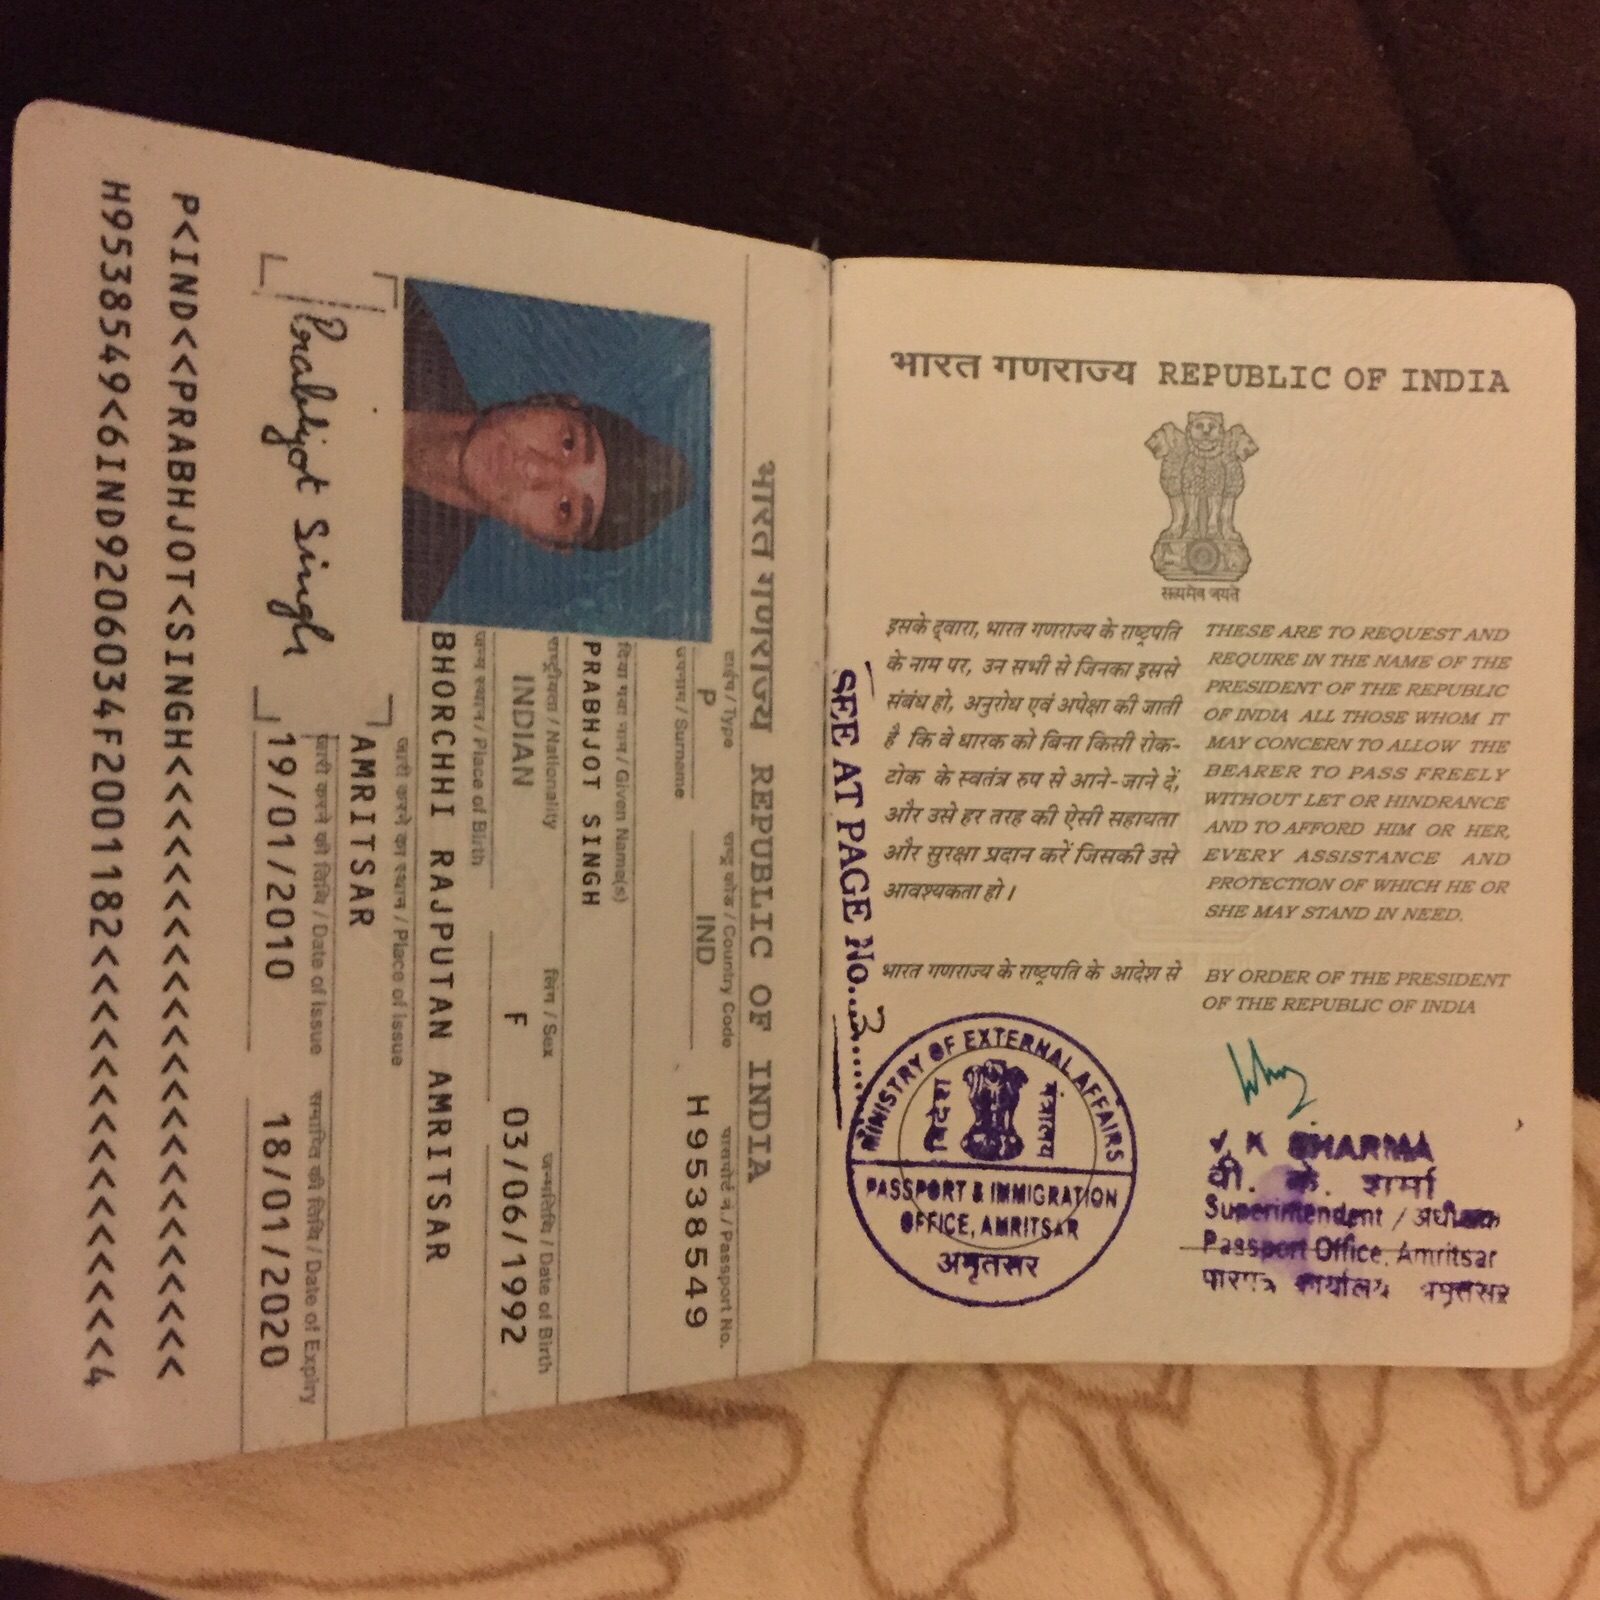 भारत गणराज्य REPUBLIC OF INDIA
टाईप / Type
राष्ट्र कोड / Country Code
पासपोर्ट नं. / Passport No.
P
IND
H9538549
उपनाम / Surname
दिया गया नाम / Given Name(s)
PRABHJOT SINGH
राष्ट्रीयता / Nationality
लिंग / Sex
जन्मतिथि / Date of Birth
INDIAN
F
03/06/1992
जन्म स्थान / Place of Birth
BHORCHHI RAJPUTAN AMRITSAR
जारी करने का स्थान / Place of Issue
AMRITSAR
जारी करने की तिथि / Date of Issue
समाप्ति की तिथि / Date of Expiry
19/01/2010
18/01/2020
Prabhjot Singh
P<IND<<PRABHJOT<SINGH<<<<<<<<<<<<<<<<<<<<<<<
H9538549<6IND9206034F2001182<<<<<<<<<<<<<<<4
भारत गणराज्य REPUBLIC OF INDIA
सत्यमेव जयते
इसके द्वारा, भारत गणराज्य के राष्ट्रपति
के नाम पर, उन सभी से जिनका इससे
संबंध हो, अनुरोध एवं अपेक्षा की जाती
है कि वे धारक को बिना किसी रोक-
टोक के स्वतंत्र रुप से आने-जाने दें,
और उसे हर तरह की ऐसी सहायता
और सुरक्षा प्रदान करें जिसकी उसे
आवश्यकता हो।
THESE ARE TO REQUEST AND
REQUIRE IN THE NAME OF THE
PRESIDENT OF THE REPUBLIC
OF INDIA ALL THOSE WHOM IT
MAY CONCERN TO ALLOW THE
BEARER TO PASS FREELY
WITHOUT LET OR HINDRANCE
AND TO AFFORD HIM OR HER,
EVERY ASSISTANCE AND
PROTECTION OF WHICH HE OR
SHE MAY STAND IN NEED.
भारत गणराज्य के राष्ट्रपति के आदेश से
BY ORDER OF THE PRESIDENT
OF THE REPUBLIC OF INDIA
SEE AT PAGE NO...3....
MINISTRY OF EXTERNAL AFFAIRS
विदेश मंत्रालय
PASSPORT & IMMIGRATION
OFFICE, AMRITSAR
अमृतसर
V. K SHARMA
वी. के. शर्मा
Superintendent / अधीक्षक
Passport Office, Amritsar
पारपत्र कार्यालय अमृतसर